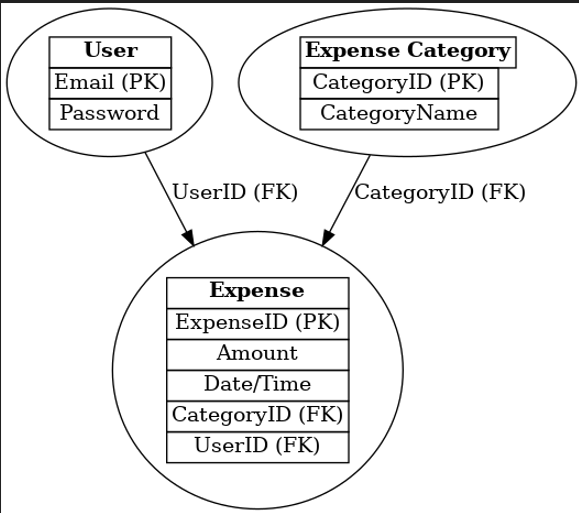 User
Email (PK)
Password
Expense Category
CategoryID (PK)
CategoryName
UserID (FK)
CategoryID (FK)
Expense
ExpenseID (PK)
Amount
Date/Time
CategoryID (FK)
UserID (FK)